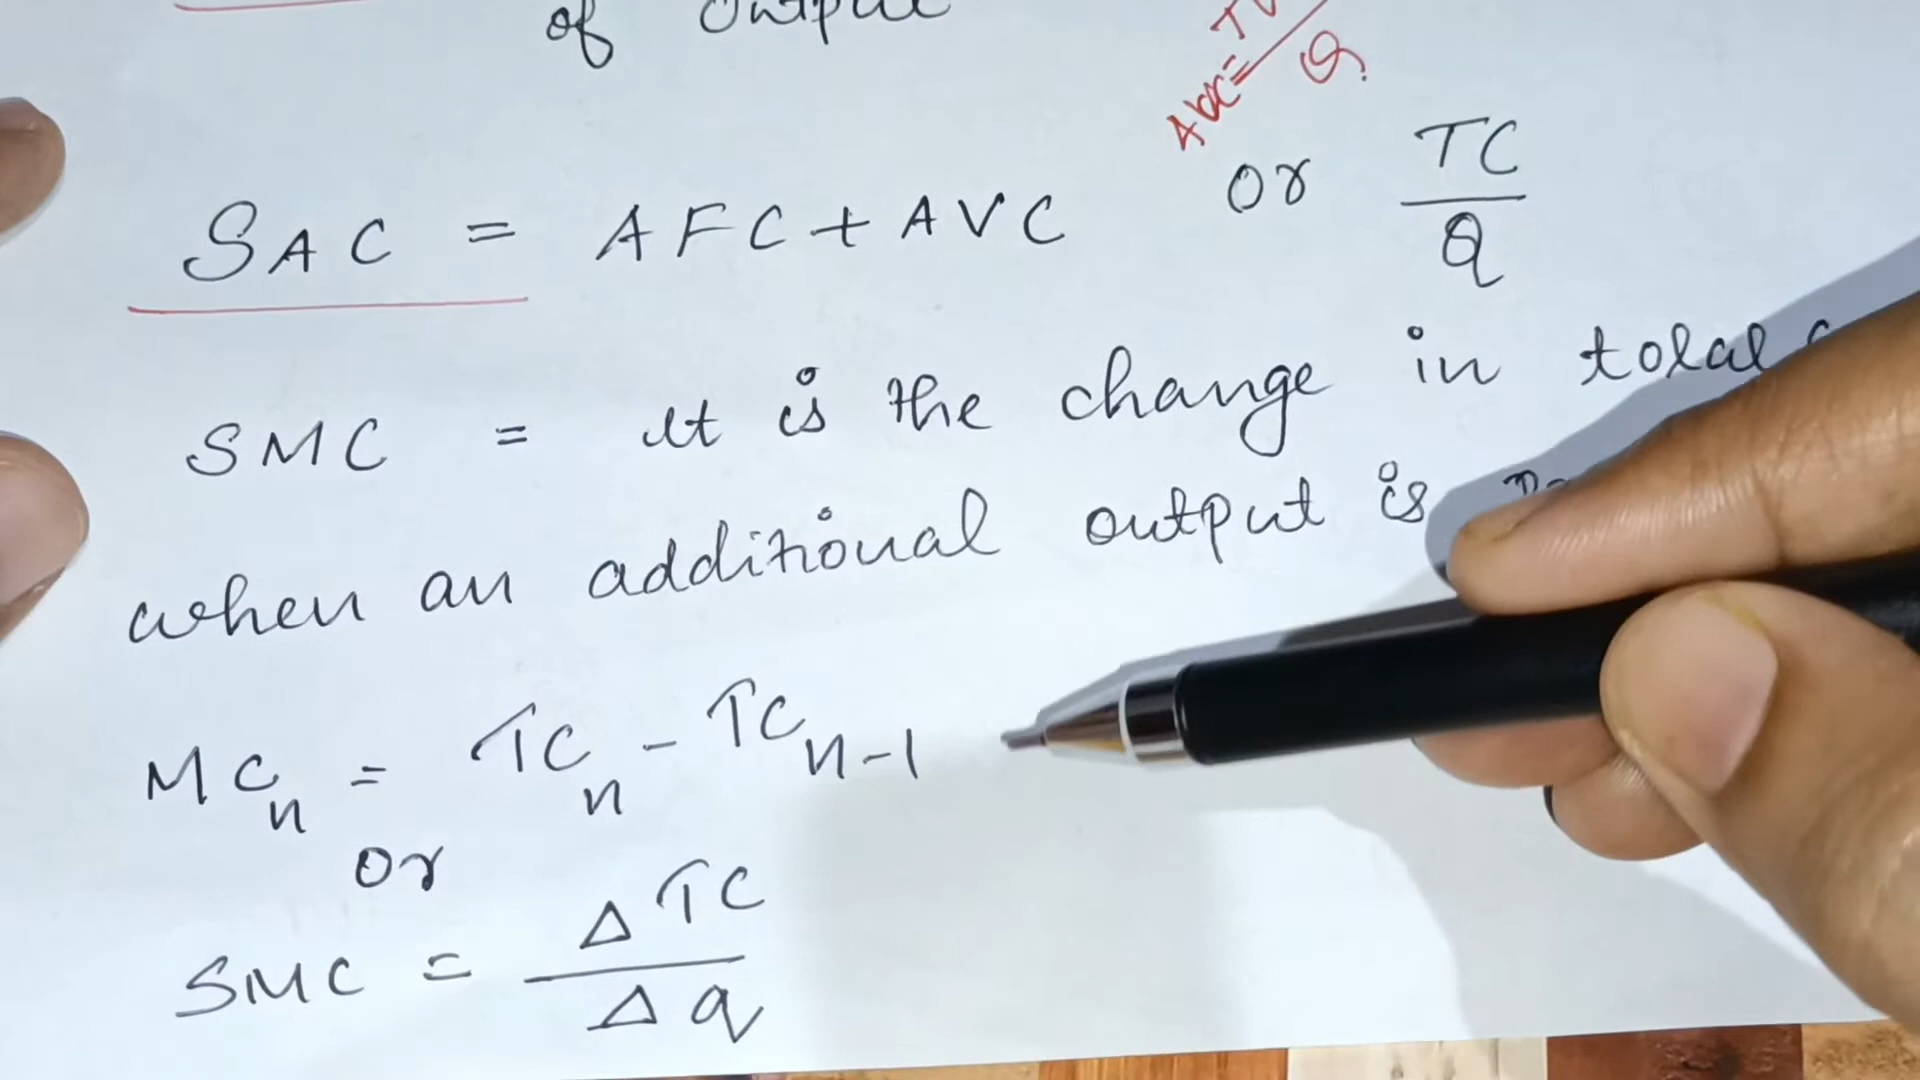 of output
AVC =
Q
SAC = AFC + AVC or TC
Q
SMC = It is the change in total
when an additional output is
MCn = TCn - TCn-1
or
SMC = ΔTC
Δq